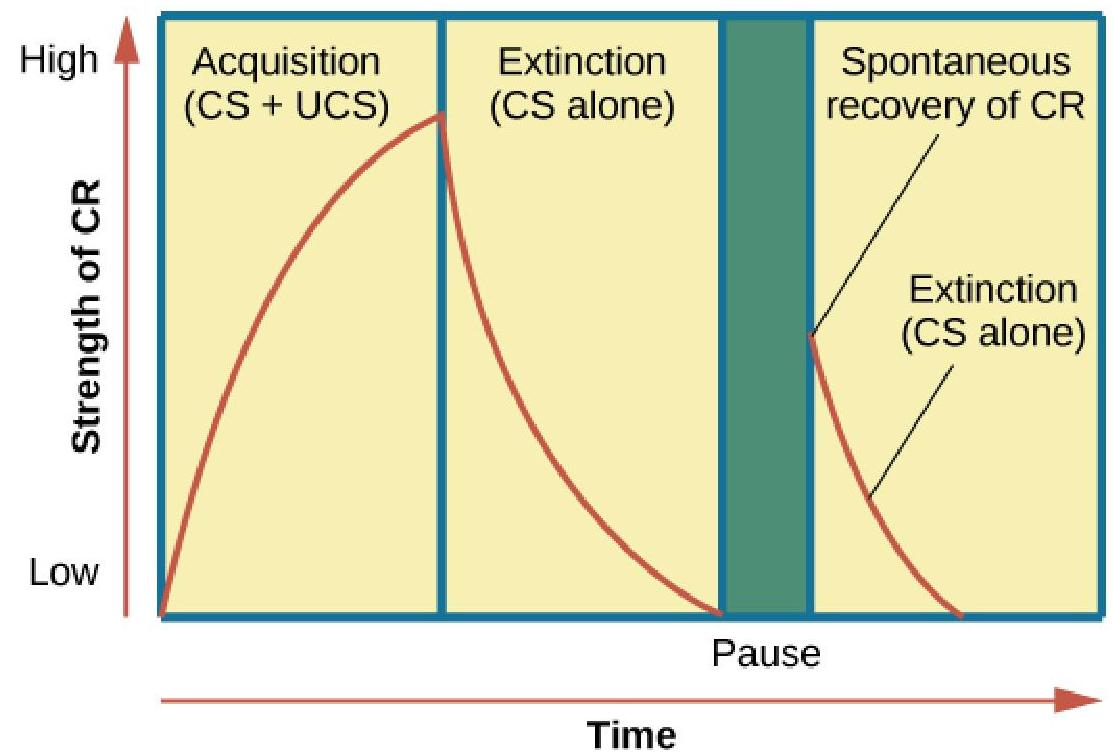 High
Acquisition
(CS + UCS)
Extinction
(CS alone)
Spontaneous
recovery of CR
Strength of CR
Extinction
(CS alone)
Low
Pause
Time